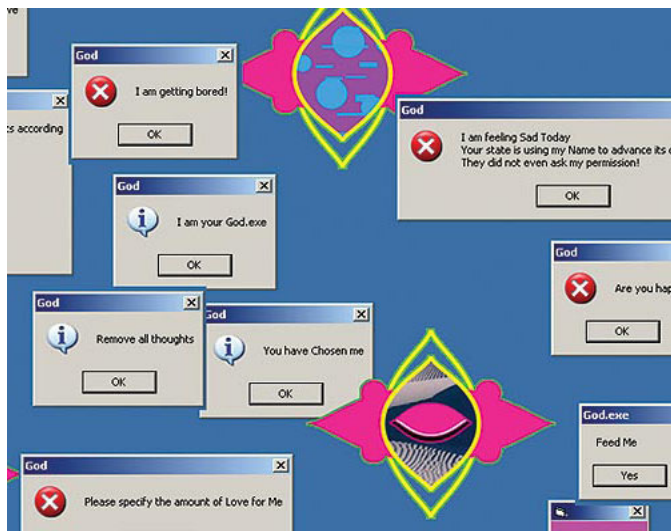 ve
God
I am getting bored!
OK
according
God
I am feeling Sad Today
Your state is using my Name to advance its
They did not even ask my permission!
OK
God
I am your God.exe
OK
God
Are you
OK
God
Remove all thoughts
OK
God
You have Chosen me
OK
God.exe
Feed Me
Yes
God
Please specify the amount of Love for Me